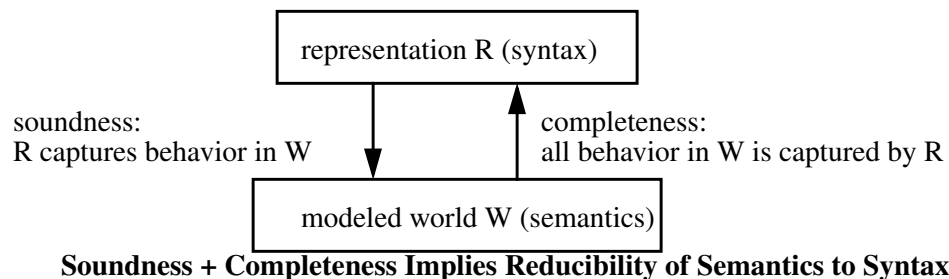 representation R (syntax)
soundness:
R captures behavior in W
completeness:
all behavior in W is captured by R
modeled world W (semantics)
Soundness + Completeness Implies Reducibility of Semantics to Syntax